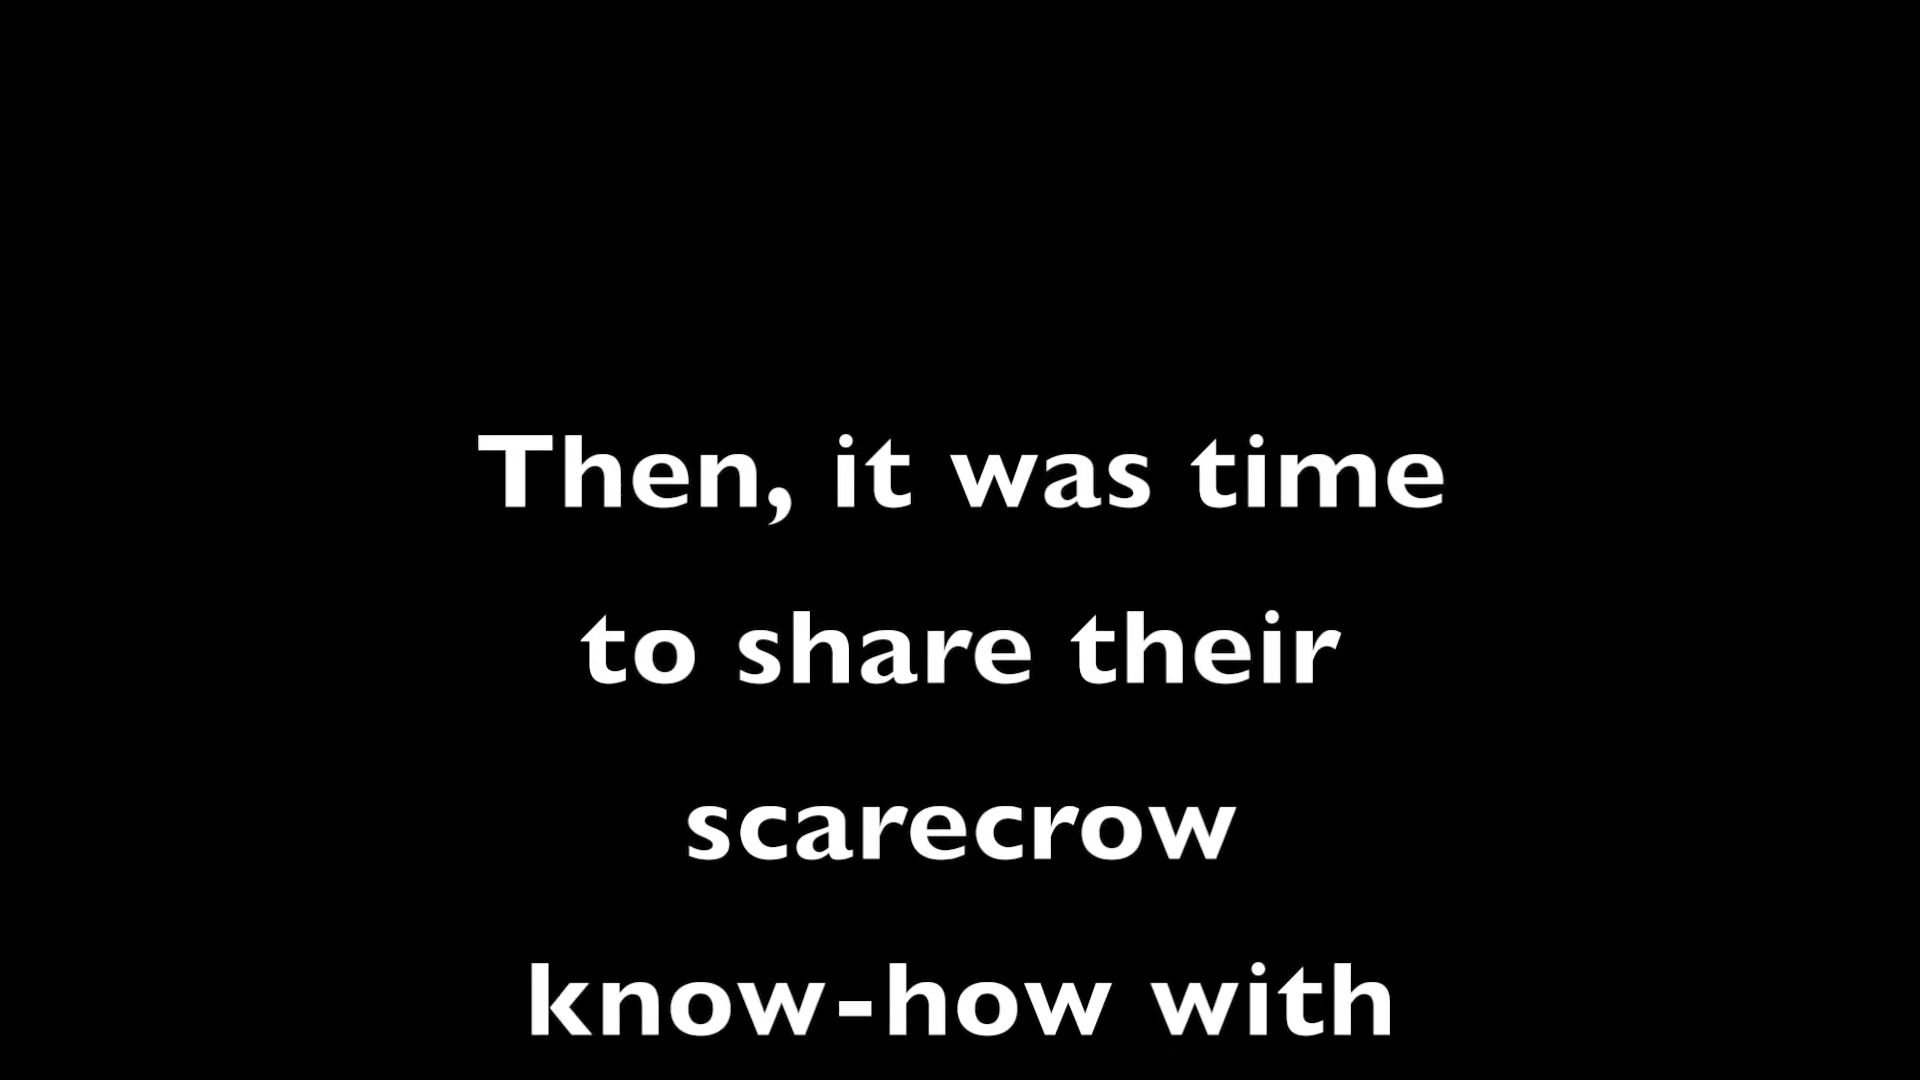 Then, it was time
to share their
scarecrow
know-how with